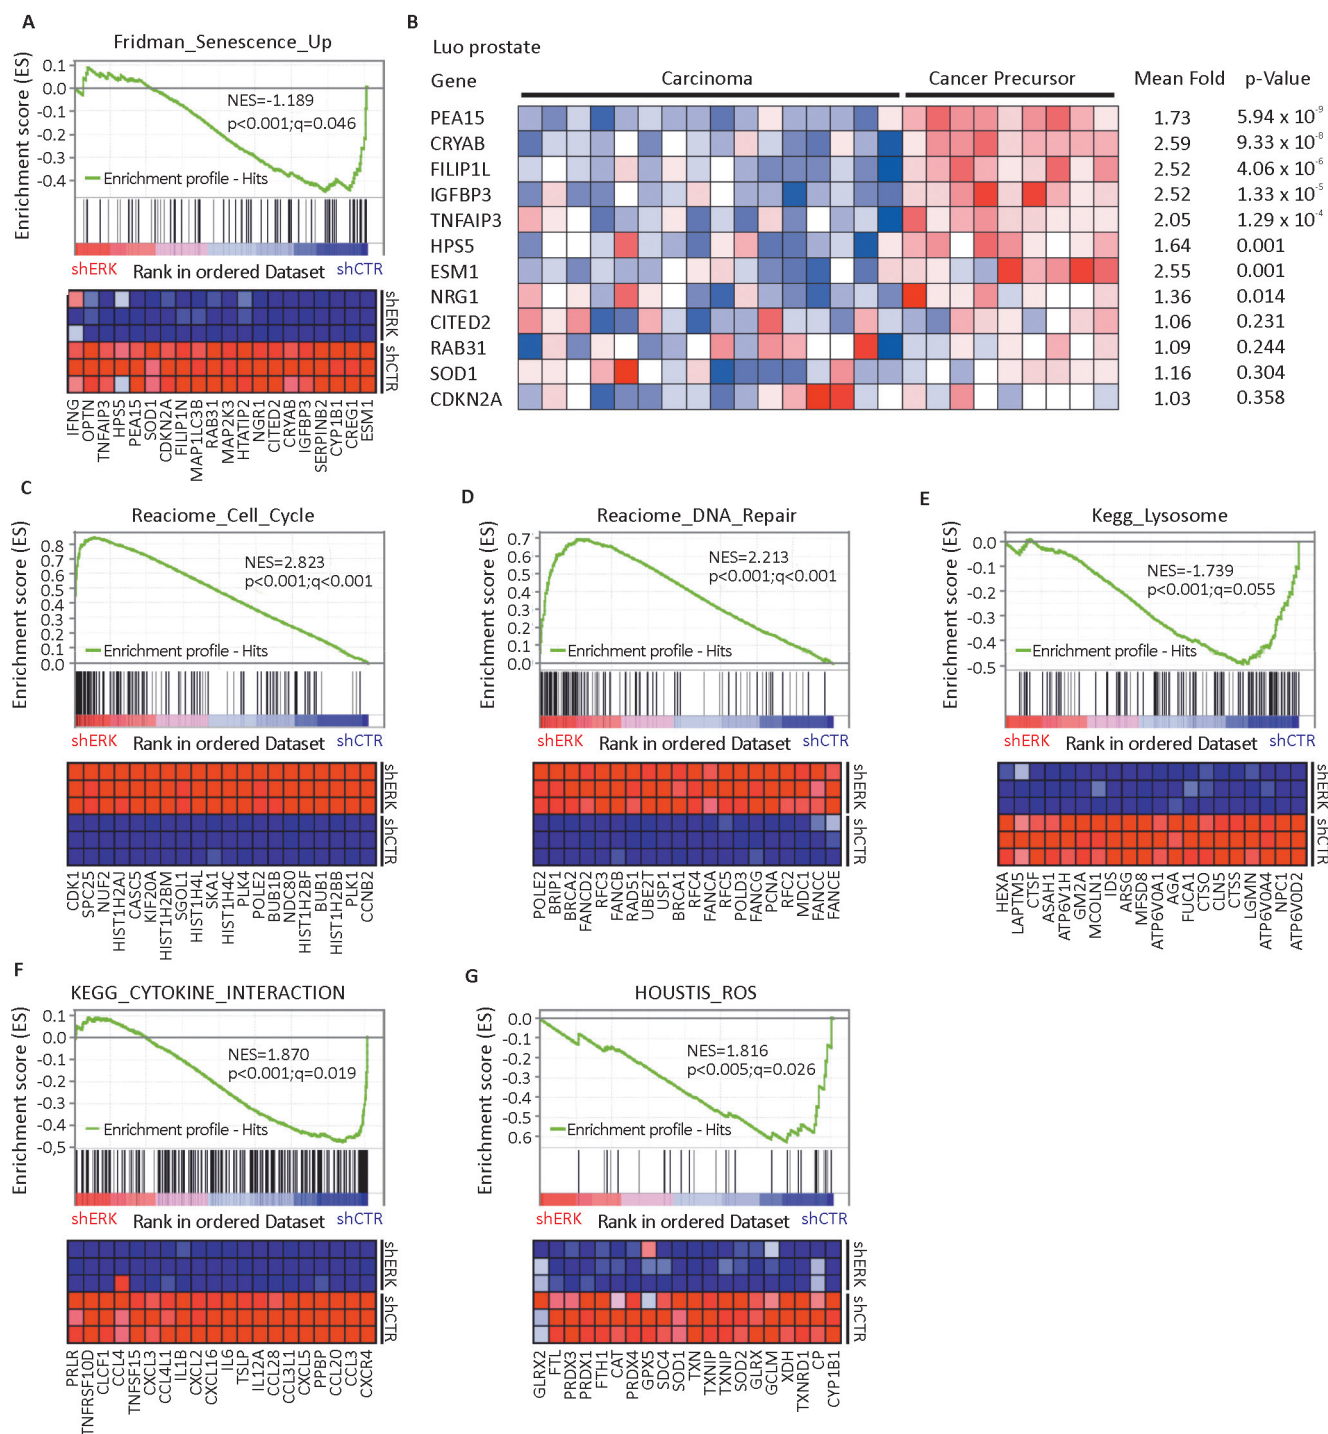 A
Fridman_Senescence_Up
Enrichment score (ES)
0.1
0.0
-0.1
-0.2
-0.3
-0.4
NES=-1.189
p<0.001;q=0.046
Enrichment profile - Hits
shERK
Rank in ordered Dataset
shCTR
shERK
shCTR
IFNG
OPTN
TNFAIP3
HPS5
PEA15
SOD1
CDKN2A
FILIP1N
MAP1LC3B
RAB31
MAP2K3
HTATIP2
NGR1
CITED2
CRYAB
IGFBP3
SERPINB2
CYP1B1
CREG1
ESM1
B
Luo prostate
Gene Carcinoma Cancer Precursor Mean Fold p-Value
PEA15 1.73 5.94 x 10-9
CRYAB 2.59 9.33 x 10-8
FILIP1L 2.52 4.06 x 10-6
IGFBP3 2.52 1.33 x 10-5
TNFAIP3 2.05 1.29 x 10-4
HPS5 1.64 0.001
ESM1 2.55 0.001
NRG1 1.36 0.014
CITED2 1.06 0.231
RAB31 1.09 0.244
SOD1 1.16 0.304
CDKN2A 1.03 0.358
C
Reaciome_Cell_Cycle
Enrichment score (ES)
0.8
0.7
0.6
0.5
0.4
0.3
0.2
0.1
0.0
NES=2.823
p<0.001;q<0.001
Enrichment profile - Hits
shERK
Rank in ordered Dataset
shCTR
shERK
shCTR
CDK1
SPC25
NUF2
HIST1H2AJ
CASC5
KIF20A
HIST1H2BM
SGOL1
HIST1H4L
SKA1
HIST1H4C
PLK4
POLE2
BUB1B
NDC80
HIST1H2BF
BUB1
HIST1H2BB
PLK1
CCNB2
D
Reaciome_DNA_Repair
Enrichment score (ES)
0.7
0.6
0.5
0.4
0.3
0.2
0.1
0.0
NES=2.213
p<0.001;q<0.001
Enrichment profile - Hits
shERK
Rank in ordered Dataset
shCTR
shERK
shCTR
POLE2
BRIP1
BRCA2
FANCD2
RFC3
FANCB
RAD51
UBE2T
USP1
BRCA1
RFC4
FANCA
RFC5
POLD3
FANCG
PCNA
RFC2
MDC1
FANCC
FANCE
E
Kegg_Lysosome
Enrichment score (ES)
0.0
-0.1
-0.2
-0.3
-0.4
-0.5
NES=-1.739
p<0.001;q=0.055
Enrichment profile - Hits
shERK
Rank in ordered Dataset
shCTR
shERK
shCTR
HEXA
LAPTM5
CTSF
ASAH1
ATP6V1H
GM2A
MCOLN1
IDS
ARSG
MFSD8
ATP6V0A1
AGA
FUCA1
CTSO
CLN5
CTSS
LGMN
ATP6V0A4
NPC1
ATP6V0D2
F
KEGG_CYTOKINE_INTERACTION
Enrichment score (ES)
0.1
0.0
-0.1
-0.2
-0.3
-0.4
-0,5
NES=1.870
p<0.001;q=0.019
Enrichment profile - Hits
shERK
Rank in ordered Dataset
shCTR
shERK
shCTR
PRLR
TNFRSF10D
CLCF1
CCL4
TNFSF15
CXCL3
CCL4L1
IL1B
CXCL2
CXCL16
IL6
TSLP
IL12A
CCL28
CCL3L1
CXCL5
PPBP
CCL20
CCL3
CXCR4
G
HOUSTIS_ROS
Enrichment score (ES)
0.0
-0.1
-0.2
-0.3
-0.4
-0.5
0.6
NES=1.816
p<0.005;q=0.026
Enrichment profile - Hits
shERK
Rank in ordered Dataset
shCTR
shERK
shCTR
GLRX2
FTL
PRDX3
PRDX1
FTH1
CAT
PRDX4
GPX5
SDC4
SOD1
TXN
TXNIP
TXNIP
SOD2
GLRX
GCLM
XDH
TXNRD1
CP
CYP1B1